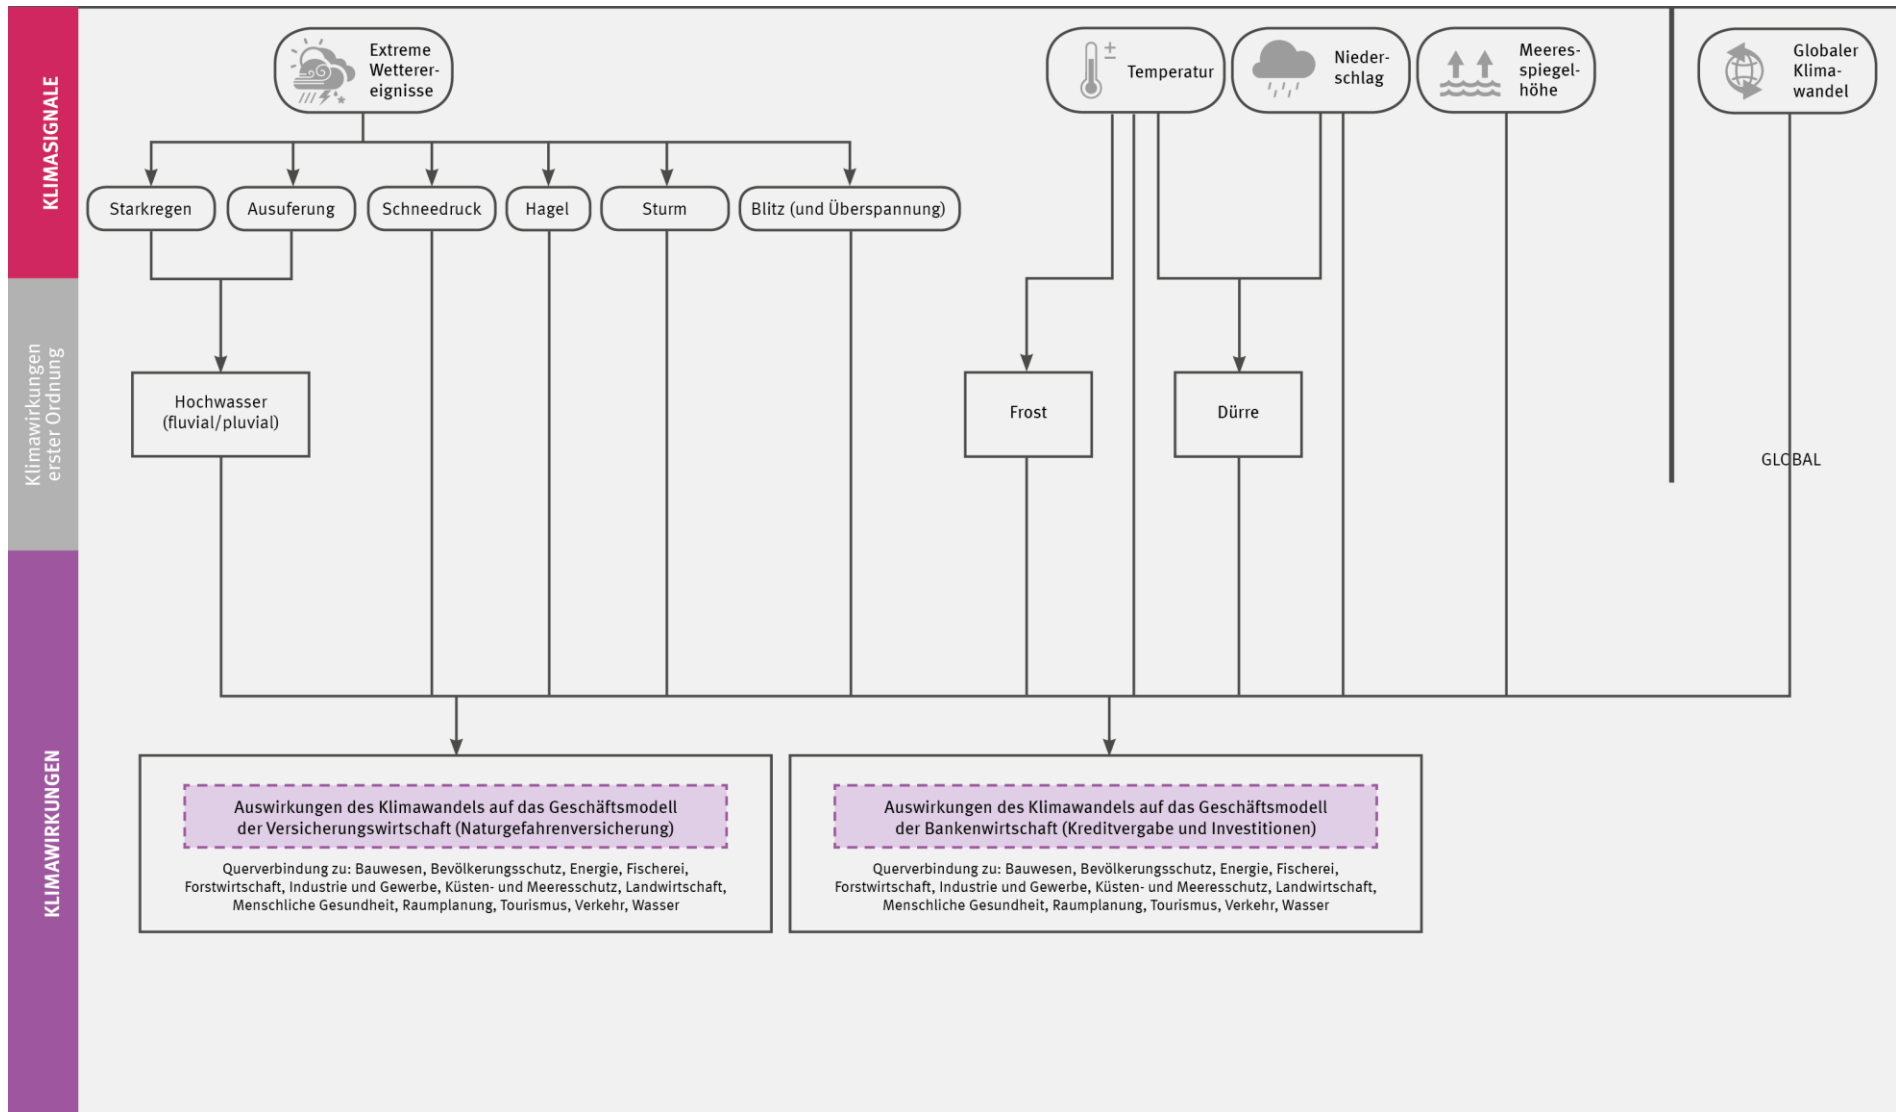 KLIMASIGNALE
Extreme
Wetterer-
eignisse
Temperatur
Nieder-
schlag
Meeres-
spiegel-
höhe
Globaler
Klima-
wandel
Starkregen
Ausuferung
Schneedruck
Hagel
Sturm
Blitz (und Überspannung)
Klimawirkungen
erster Ordnung
Hochwasser
(fluvial/pluvial)
Frost
Dürre
GLOBAL
KLIMAWIRKUNGEN
Auswirkungen des Klimawandels auf das Geschäftsmodell
der Versicherungswirtschaft (Naturgefahrenversicherung)
Querverbindung zu: Bauwesen, Bevölkerungsschutz, Energie, Fischerei,
Forstwirtschaft, Industrie und Gewerbe, Küsten- und Meeresschutz, Landwirtschaft,
Menschliche Gesundheit, Raumplanung, Tourismus, Verkehr, Wasser
Auswirkungen des Klimawandels auf das Geschäftsmodell
der Bankenwirtschaft (Kreditvergabe und Investitionen)
Querverbindung zu: Bauwesen, Bevölkerungsschutz, Energie, Fischerei,
Forstwirtschaft, Industrie und Gewerbe, Küsten- und Meeresschutz, Landwirtschaft,
Menschliche Gesundheit, Raumplanung, Tourismus, Verkehr, Wasser